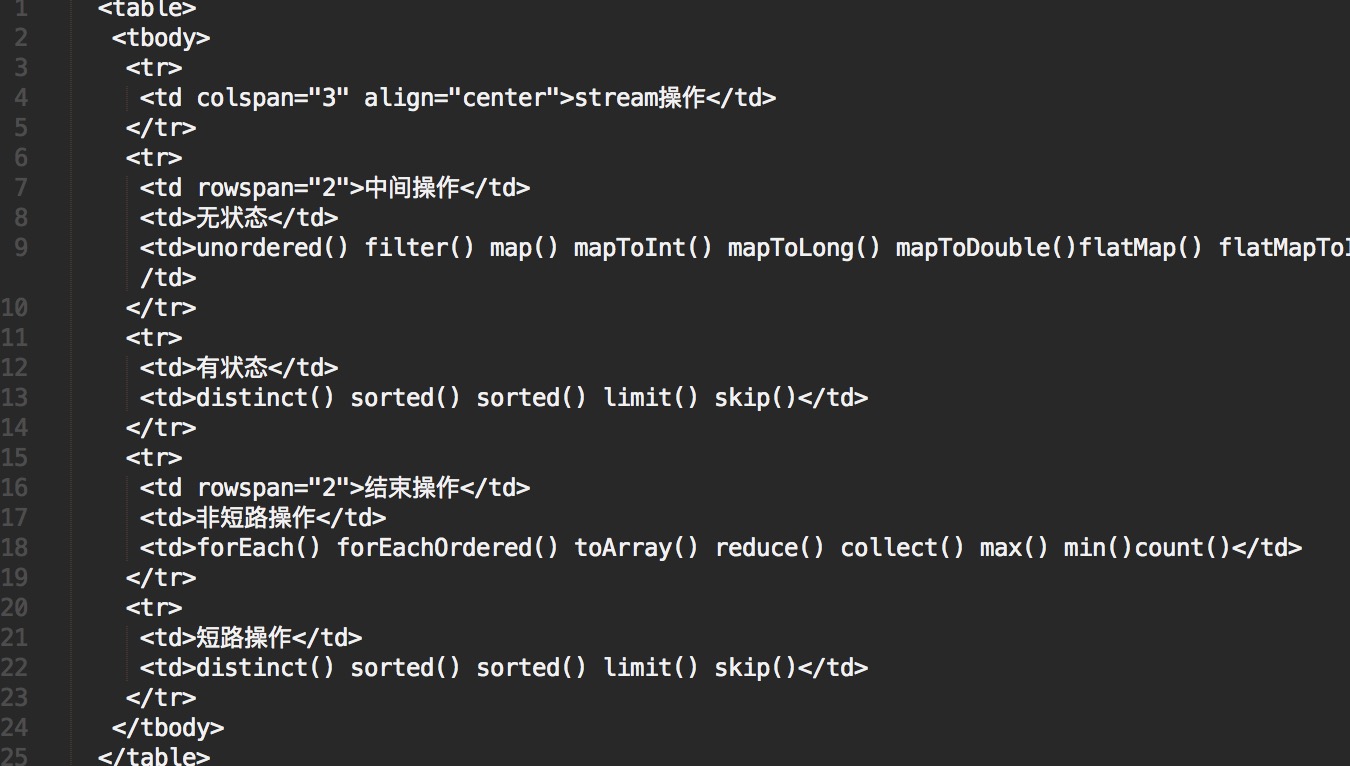 1 <table>
2 <tbody>
3 <tr>
4 <td colspan="3" align="center">stream操作</td>
5 </tr>
6 <tr>
7 <td rowspan="2">中间操作</td>
8 <td>无状态</td>
9 <td>unordered() filter() map() mapToInt() mapToLong() mapToDouble()flatMap() flatMapToI
/td>
10 </tr>
11 <tr>
12 <td>有状态</td>
13 <td>distinct() sorted() sorted() limit() skip()</td>
14 </tr>
15 <tr>
16 <td rowspan="2">结束操作</td>
17 <td>非短路操作</td>
18 <td>forEach() forEachOrdered() toArray() reduce() collect() max() min()count()</td>
19 </tr>
20 <tr>
21 <td>短路操作</td>
22 <td>distinct() sorted() sorted() limit() skip()</td>
23 </tr>
24 </tbody>
25 </table>